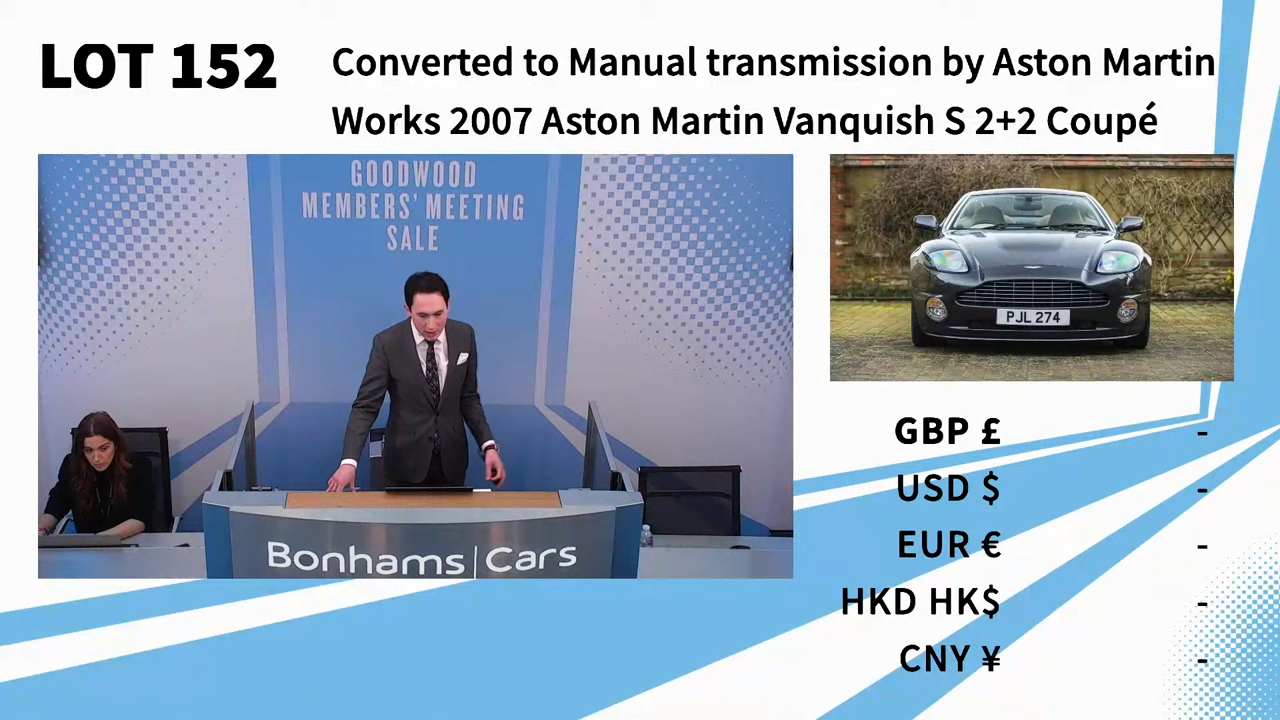 LOT 152
Converted to Manual transmission by Aston Martin
Works 2007 Aston Martin Vanquish S 2+2 Coupé
GOODWOOD
MEMBERS' MEETING
SALE
Bonhams|Cars
PJL 274
GBP £ -
USD $ -
EUR € -
HKD HK$ -
CNY ¥ -